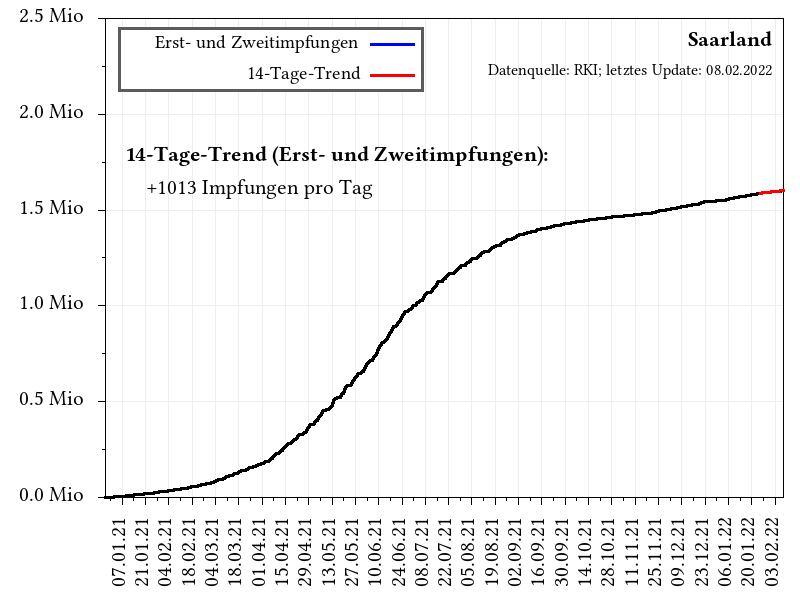 2.5 Mio
2.0 Mio
1.5 Mio
1.0 Mio
0.5 Mio
0.0 Mio
Erst- und Zweitimpfungen
14-Tage-Trend
Saarland
Datenquelle: RKI; letztes Update: 08.02.2022
14-Tage-Trend (Erst- und Zweitimpfungen):
+1013 Impfungen pro Tag
07.01.21
21.01.21
04.02.21
18.02.21
04.03.21
18.03.21
01.04.21
15.04.21
29.04.21
13.05.21
27.05.21
10.06.21
24.06.21
08.07.21
22.07.21
05.08.21
19.08.21
02.09.21
16.09.21
30.09.21
14.10.21
28.10.21
11.11.21
25.11.21
09.12.21
23.12.21
06.01.22
20.01.22
03.02.22